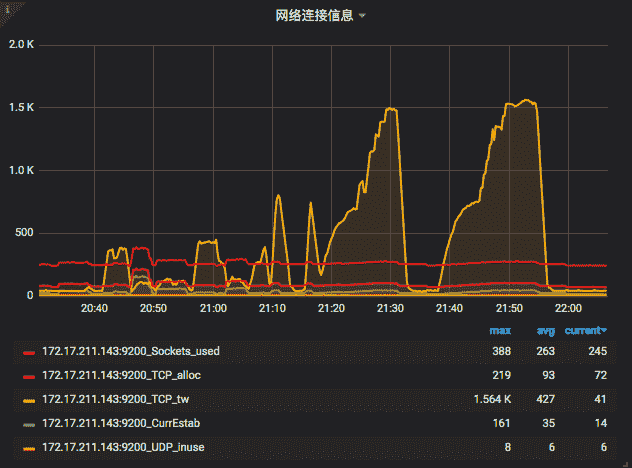 i
网络连接信息
2.0 K
1.5 K
1.0 K
500
0
20:40 20:50 21:00 21:10 21:20 21:30 21:40 21:50 22:00
max avg current
172.17.211.143:9200_Sockets_used 388 263 245
172.17.211.143:9200_TCP_alloc 219 93 72
172.17.211.143:9200_TCP_tw 1.564 K 427 41
172.17.211.143:9200_CurrEstab 161 35 14
172.17.211.143:9200_UDP_inuse 8 6 6